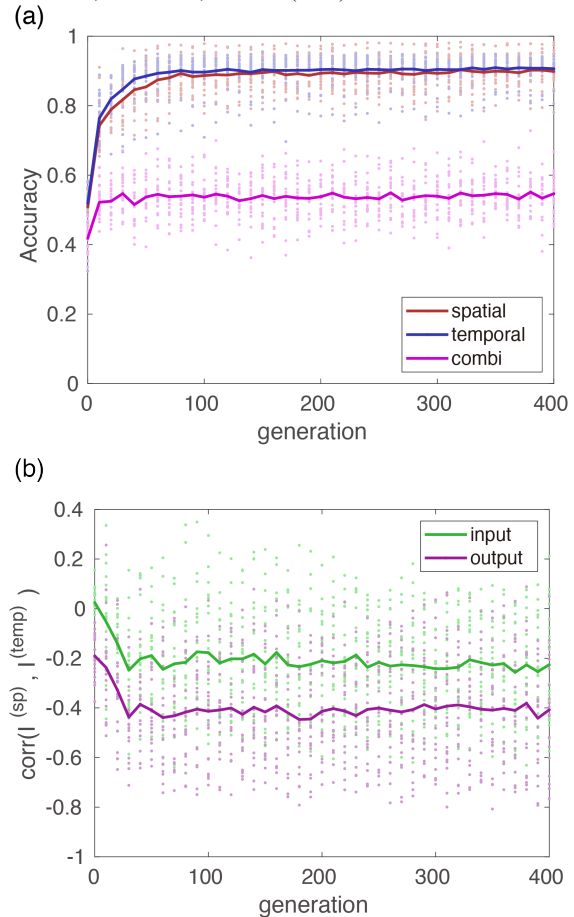 (a)
1
0.8
0.6
0.4
0.2
0
Accuracy
spatial
temporal
combi
0 100 200 300 400
generation
(b)
0.4
0.2
0
-0.2
-0.4
-0.6
-0.8
-1
corr(I (sp) , I (temp) )
input
output
0 100 200 300 400
generation